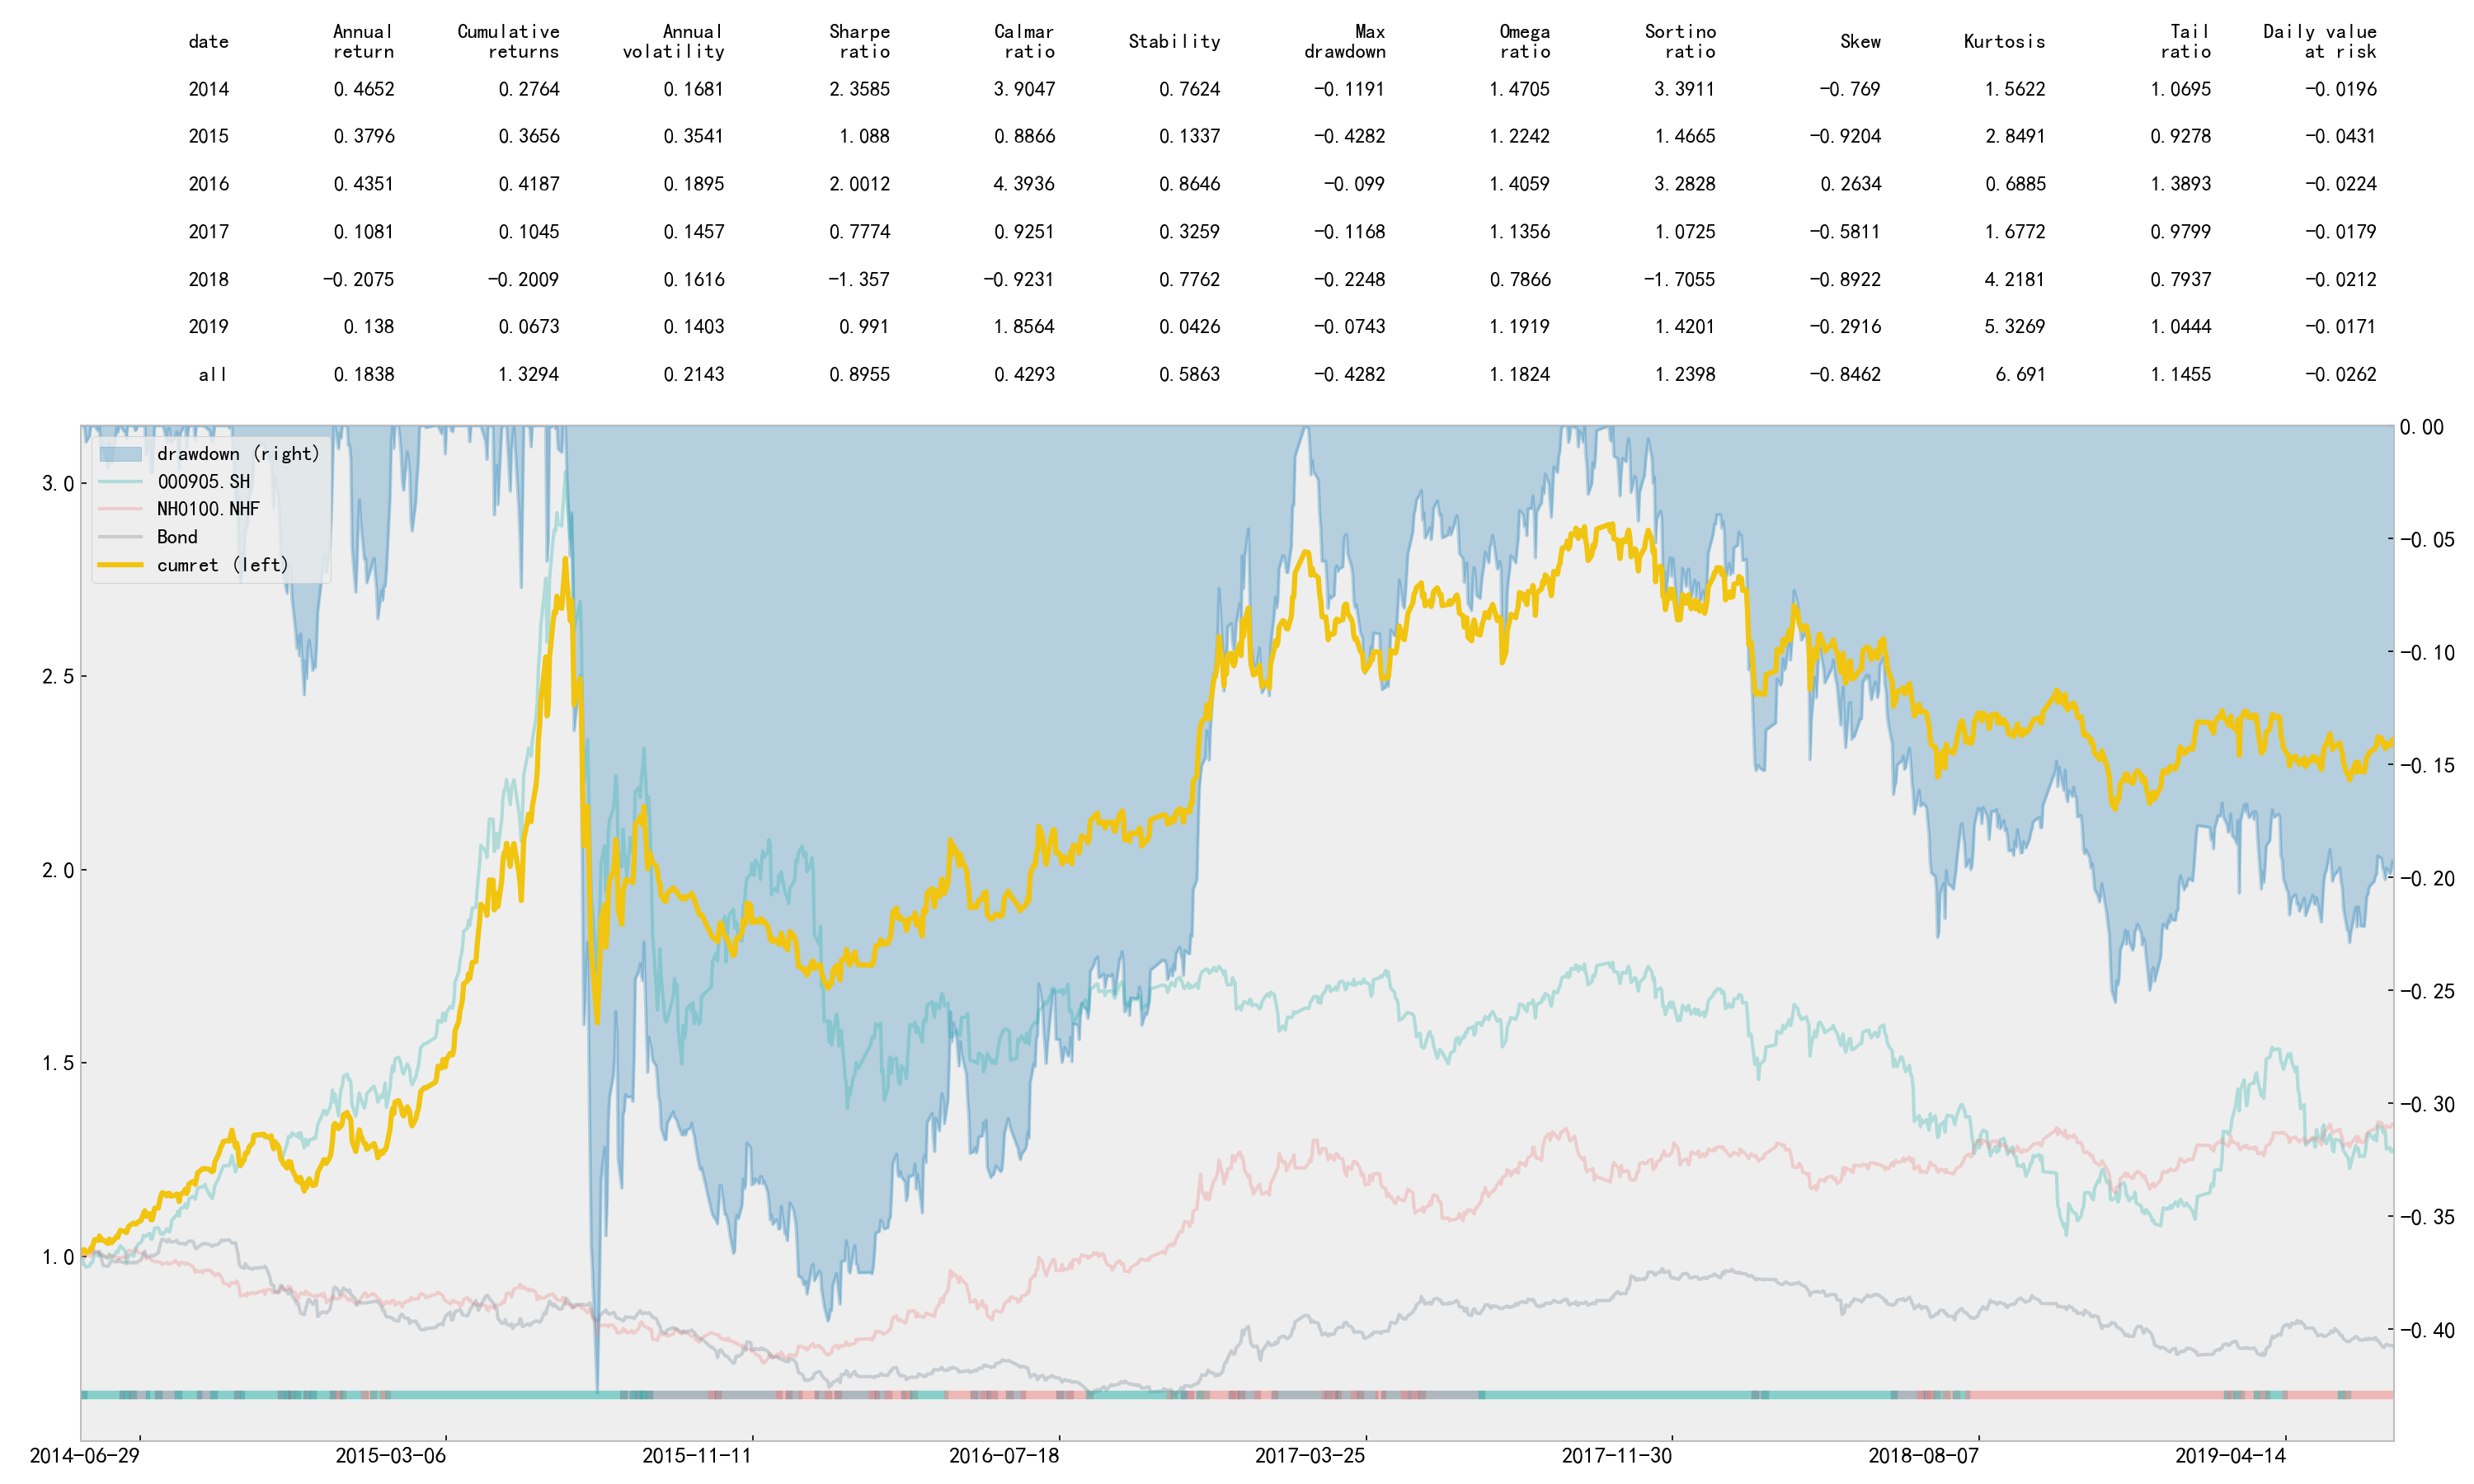 date Annual return Cumulative returns Annual volatility Sharpe ratio Calmar ratio Stability Max drawdown Omega ratio Sortino ratio Skew Kurtosis Tail ratio Daily value at risk
2014 0.4652 0.2764 0.1681 2.3585 3.9047 0.7624 -0.1191 1.4705 3.3911 -0.769 1.5622 1.0695 -0.0196
2015 0.3796 0.3656 0.3541 1.088 0.8866 0.1337 -0.4282 1.2242 1.4665 -0.9204 2.8491 0.9278 -0.0431
2016 0.4351 0.4187 0.1895 2.0012 4.3936 0.8646 -0.099 1.4059 3.2828 0.2634 0.6885 1.3893 -0.0224
2017 0.1081 0.1045 0.1457 0.7774 0.9251 0.3259 -0.1168 1.1356 1.0725 -0.5811 1.6772 0.9799 -0.0179
2018 -0.2075 -0.2009 0.1616 -1.357 -0.9231 0.7762 -0.2248 0.7866 -1.7055 -0.8922 4.2181 0.7937 -0.0212
2019 0.138 0.0673 0.1403 0.991 1.8564 0.0426 -0.0743 1.1919 1.4201 -0.2916 5.3269 1.0444 -0.0171
all 0.1838 1.3294 0.2143 0.8955 0.4293 0.5863 -0.4282 1.1824 1.2398 -0.8462 6.691 1.1455 -0.0262
drawdown (right)
000905.SH
NH0100.NHF
Bond
cumret (left)
3.0
2.5
2.0
1.5
1.0
0.00
-0.05
-0.10
-0.15
-0.20
-0.25
-0.30
-0.35
-0.40
2014-06-29 2015-03-06 2015-11-11 2016-07-18 2017-03-25 2017-11-30 2018-08-07 2019-04-14